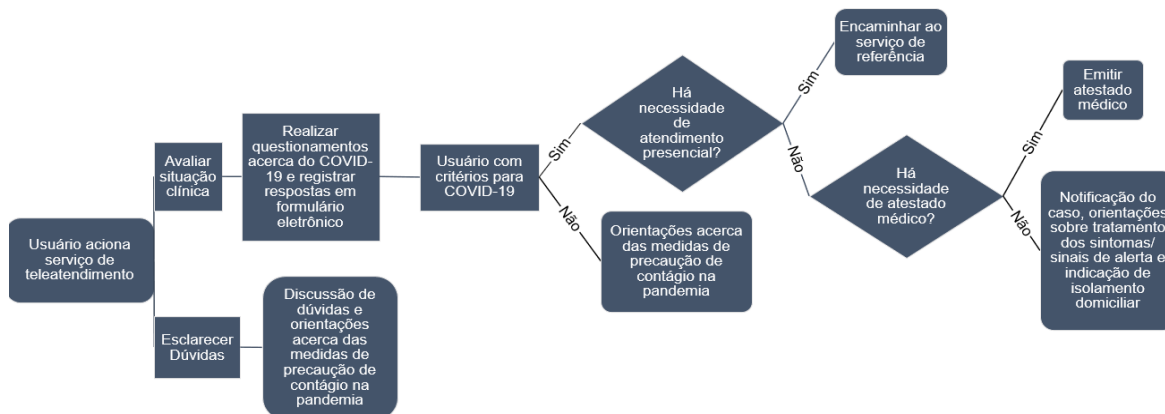 Usuário aciona
serviço de
teleatendimento
Avaliar
situação
clínica
Realizar
questionamentos
acerca do COVID-
19 e registrar
respostas em
formulário
eletrônico
Usuário com
critérios para
COVID-19
Sim
Não
Há
necessidade
de
atendimento
presencial?
Orientações acerca
das medidas de
precaução de
contágio na
pandemia
Sim
Não
Encaminhar ao
serviço de
referência
Há
necessidade
de atestado
médico?
Sim
Não
Emitir
atestado
médico
Notificação do
caso, orientações
sobre tratamento
dos sintomas/
sinais de alerta e
indicação de
isolamento
domiciliar
Esclarecer
Dúvidas
Discussão de
dúvidas e
orientações
acerca das
medidas de
precaução de
contágio na
pandemia